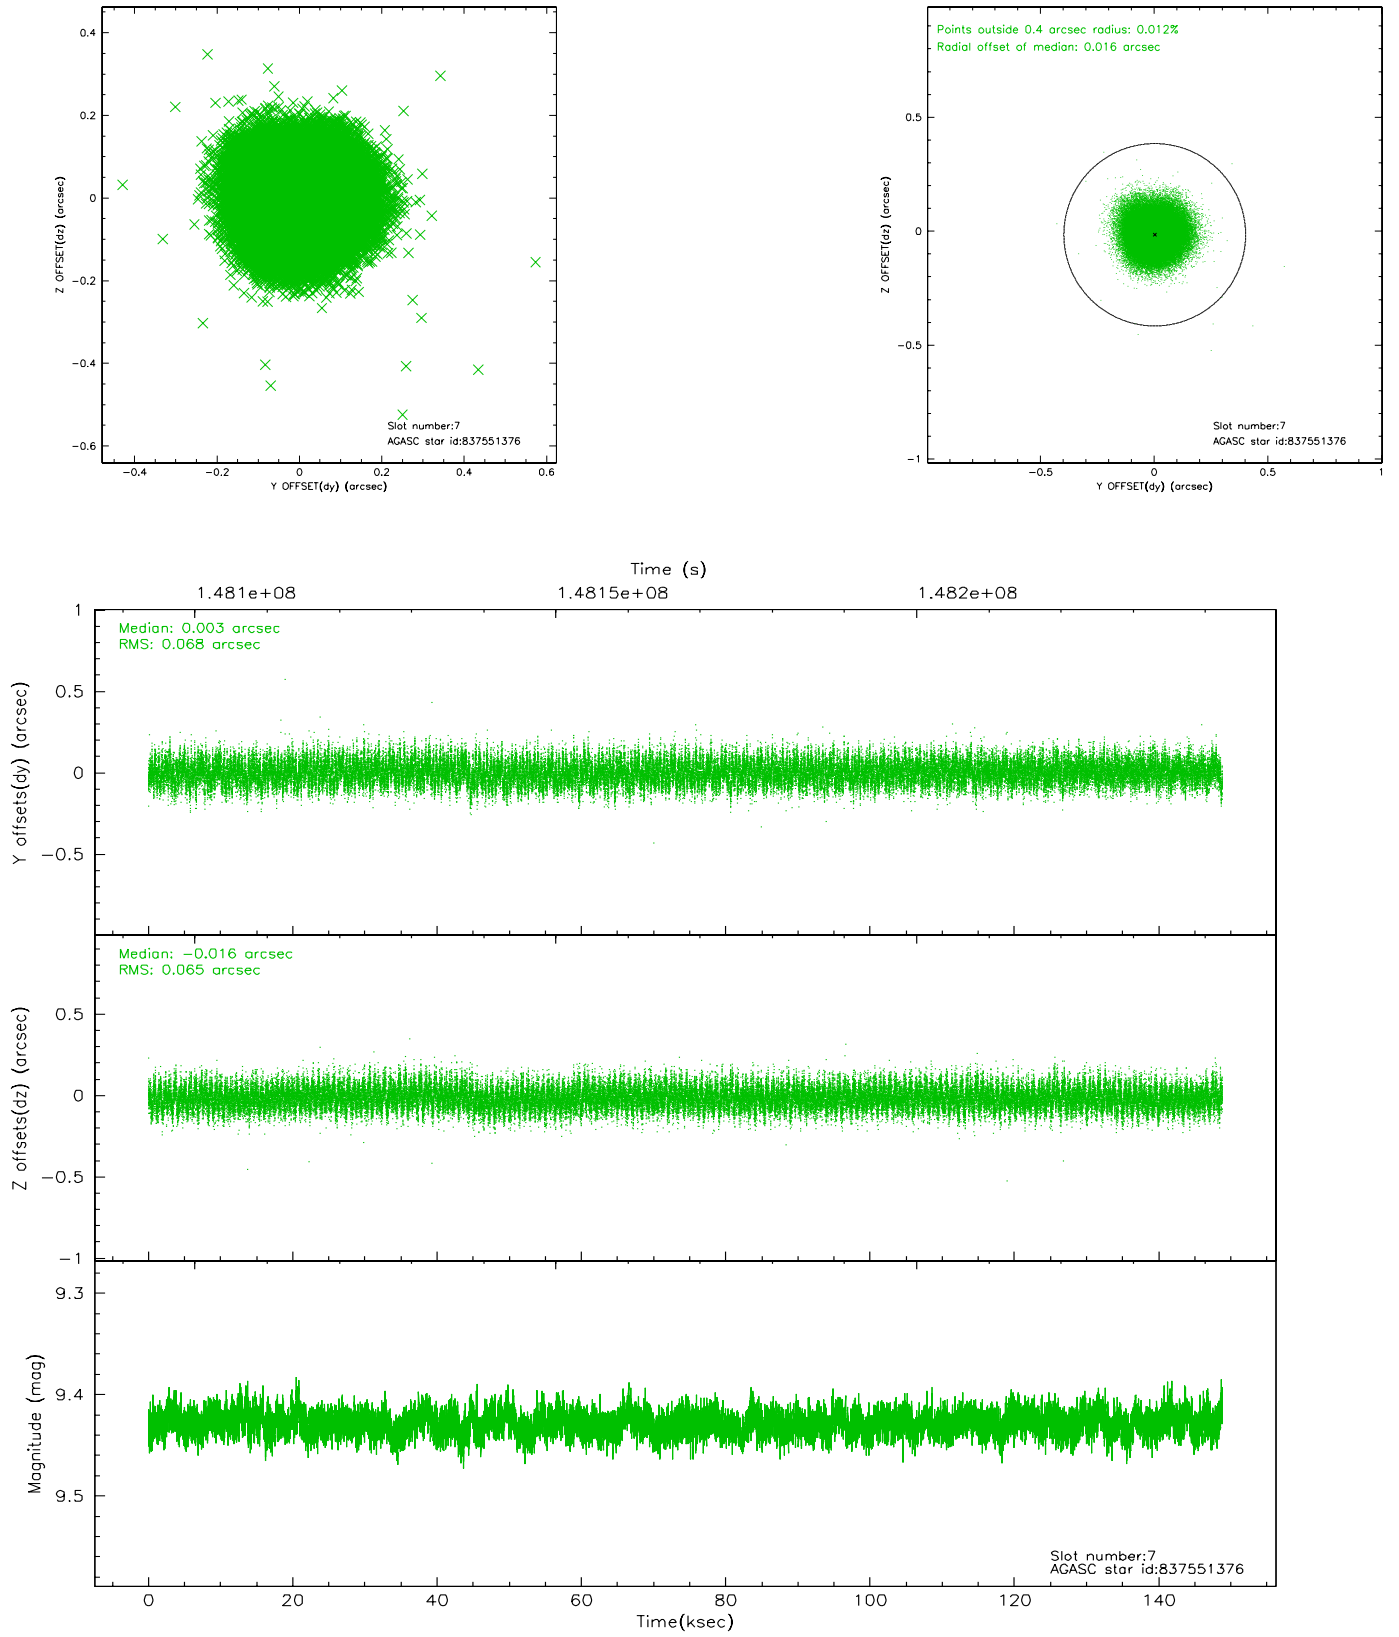 0.4
0.2
0
−0.2
−0.4
−0.6
Z OFFSET(dz) (arcsec)
−0.4 −0.2 0 0.2 0.4 0.6
Y OFFSET(dy) (arcsec)
Slot number:7
AGASC star id:837551376
Points outside 0.4 arcsec radius: 0.012%
Radial offset of median: 0.016 arcsec
0.5
0
−0.5
−1
Z OFFSET(dz) (arcsec)
−0.5 0 0.5 1
Y OFFSET(dy) (arcsec)
Slot number:7
AGASC star id:837551376
Time (s)
1.481e+08 1.4815e+08 1.482e+08
Median: 0.003 arcsec
RMS: 0.068 arcsec
1
0.5
0
−0.5
Y offsets(dy) (arcsec)
Median: −0.016 arcsec
RMS: 0.065 arcsec
0.5
0
−0.5
−1
Z offsets(dz) (arcsec)
9.3
9.4
9.5
Magnitude (mag)
Slot number:7
AGASC star id:837551376
0 20 40 60 80 100 120 140
Time(ksec)